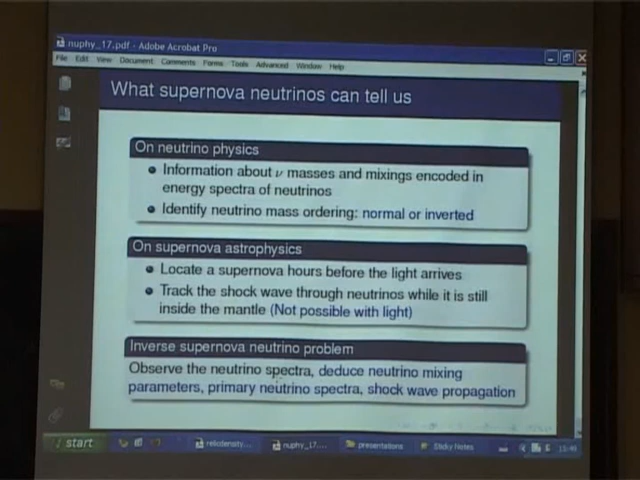 nuphy_17.pdf - Adobe Acrobat Pro
File Edit View Document Comments Forms Tools Advanced Window Help
What supernova neutrinos can tell us
On neutrino physics
Information about ν masses and mixings encoded in
energy spectra of neutrinos
Identify neutrino mass ordering: normal or inverted
On supernova astrophysics
Locate a supernova hours before the light arrives
Track the shock wave through neutrinos while it is still
inside the mantle (Not possible with light)
Inverse supernova neutrino problem
Observe the neutrino spectra, deduce neutrino mixing
parameters, primary neutrino spectra, shock wave propagation
start relicdensity... nuphy_17.... presentations Sticky Notes